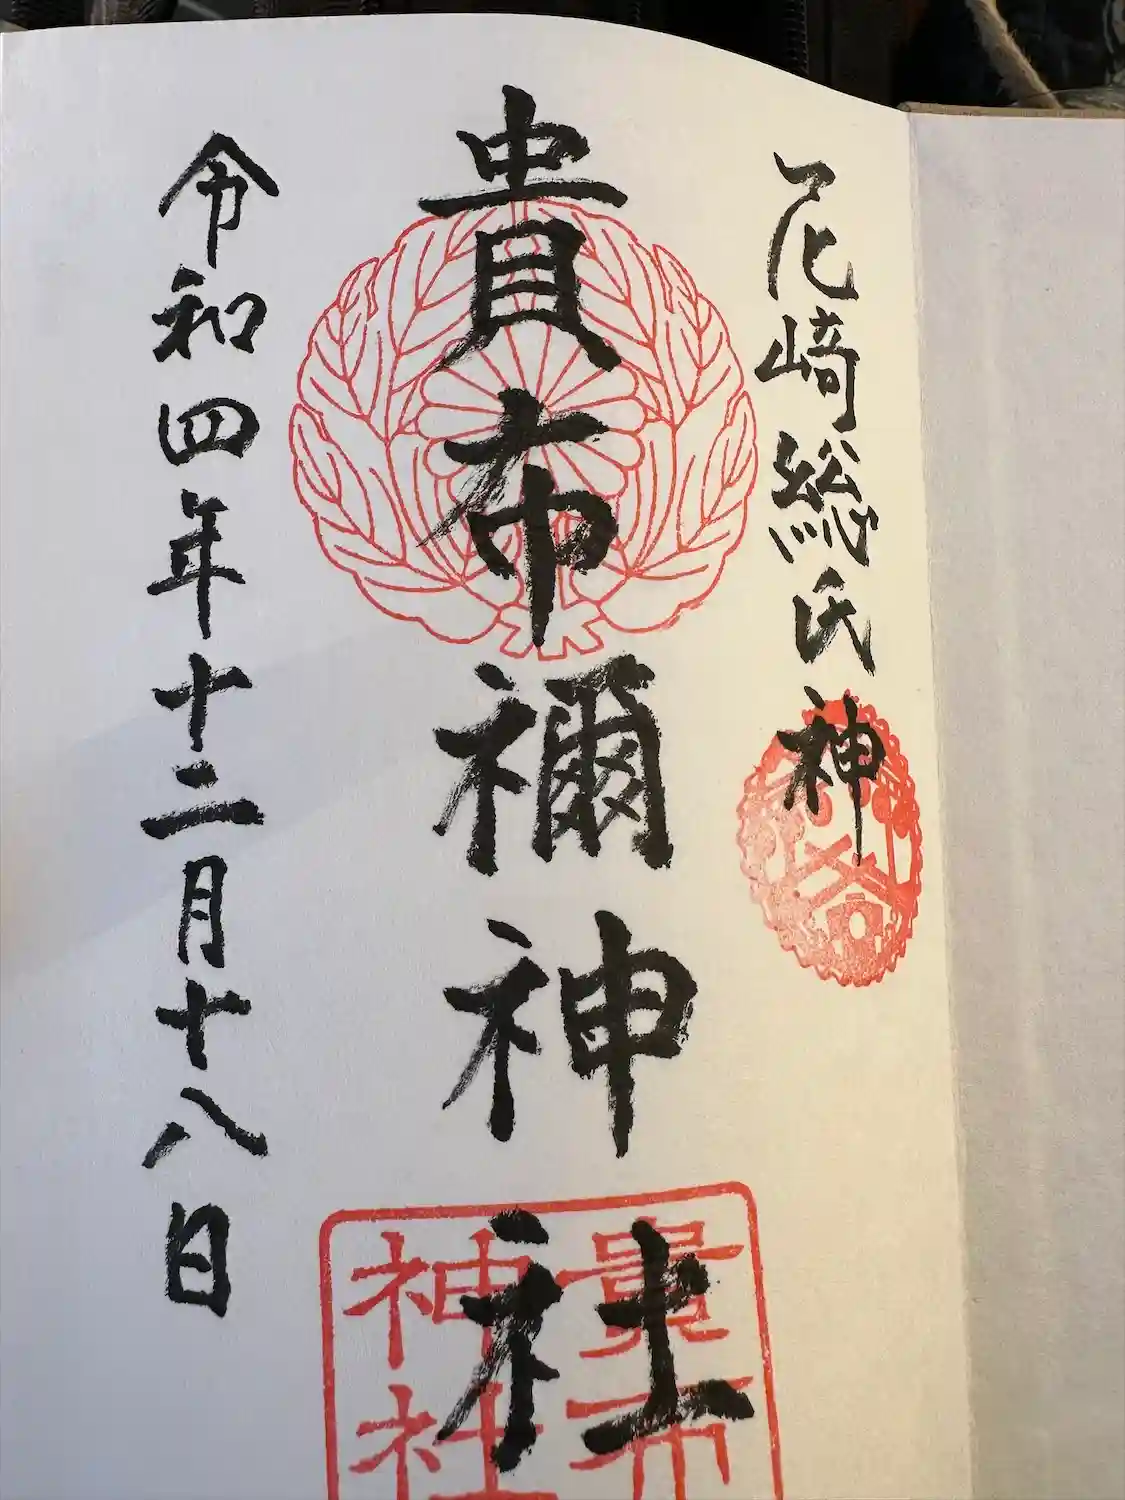 尼崎総氏神
貴布禰神社
令和四年十二月十八日
貴布
神社